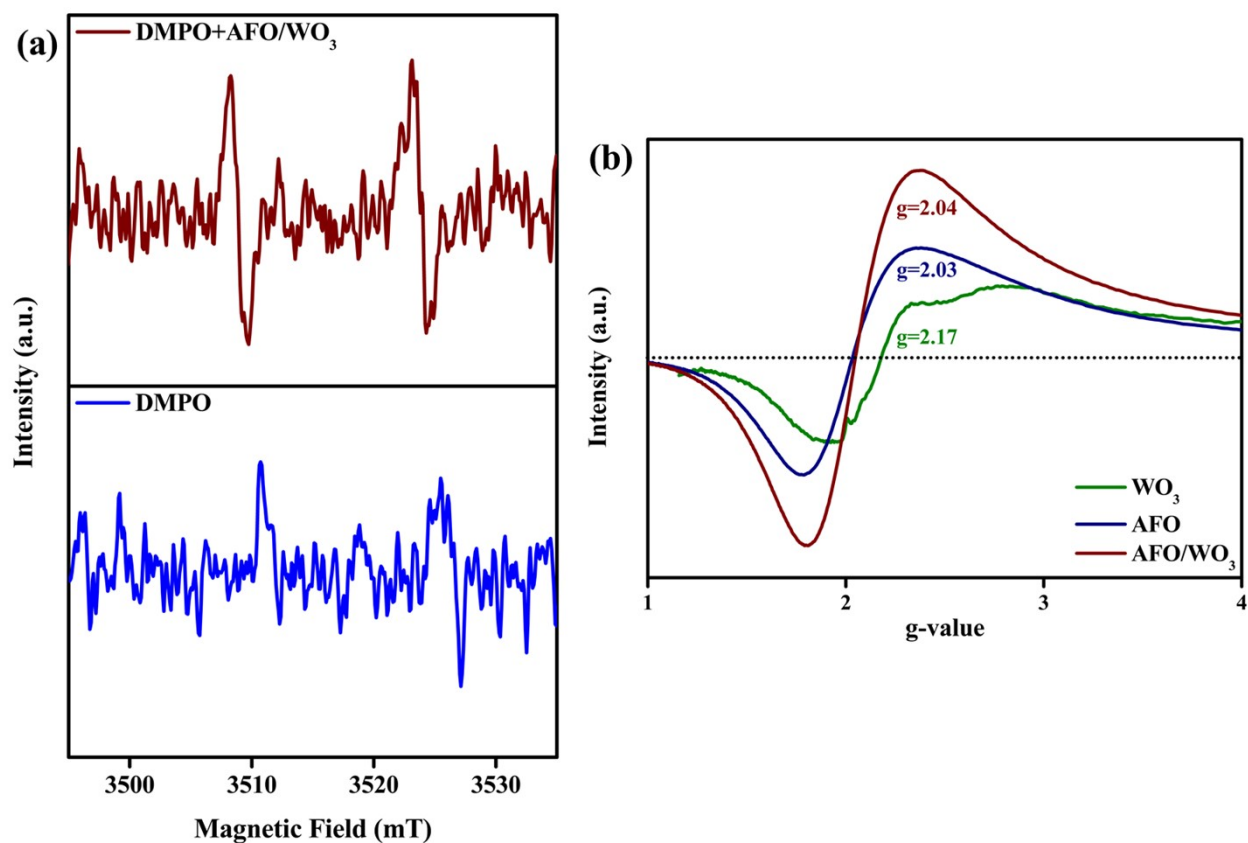 (a)
DMPO+AFO/WO₃
DMPO
Intensity (a.u.)
3500 3510 3520 3530
Magnetic Field (mT)
(b)
g=2.04
g=2.03
g=2.17
WO₃
AFO
AFO/WO₃
Intensity (a.u.)
1 2 3 4
g-value